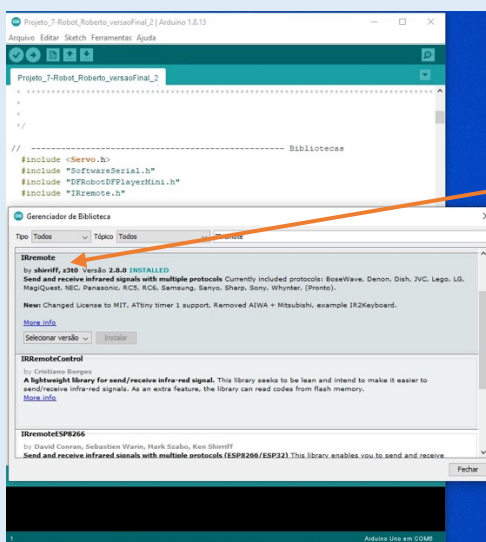 Projeto_7-Robot_Roberto_versaoFinal_2 | Arduino 1.8.13
Arquivo Editar Sketch Ferramentas Ajuda
Projeto_7-Robot_Roberto_versaoFinal_2
* ****************************************************************
*
*
*/
// ------------------------------------------------ Bibliotecas
#include <Servo.h>
#include "SoftwareSerial.h"
#include "DFRobotDFPlayerMini.h"
#include "IRremote.h"
Gerenciador de Biblioteca
Tipo Todos Tópico Todos IRremote
IRremote
by shirriff, z3t0 Versão 2.8.0 INSTALLED
Send and receive infrared signals with multiple protocols Currently included protocols: BoseWave, Denon, Dish, JVC, Lego, LG,
MagiQuest, NEC, Panasonic, RC5, RC6, Samsung, Sanyo, Sharp, Sony, Whynter, (Pronto).
New: Changed License to MIT, ATtiny timer 1 support, Removed AIWA + Mitsubishi, example IR2Keyboard.
More info
Selecionar versão Instalar
IRRemoteControl
by Cristiano Borges
A lightweight library for send/receive infra-red signal. This library seeks to be lean and intend to make it easier to
send/receive infra-red signals. As an extra feature, the library can read codes from flash memory.
More info
IRremoteESP8266
by David Conran, Sebastien Warin, Mark Szabo, Ken Shirriff
Send and receive infrared signals with multiple protocols (ESP8266/ESP32) This library enables you to send and receive
Fechar
1 Arduino Uno em COM8